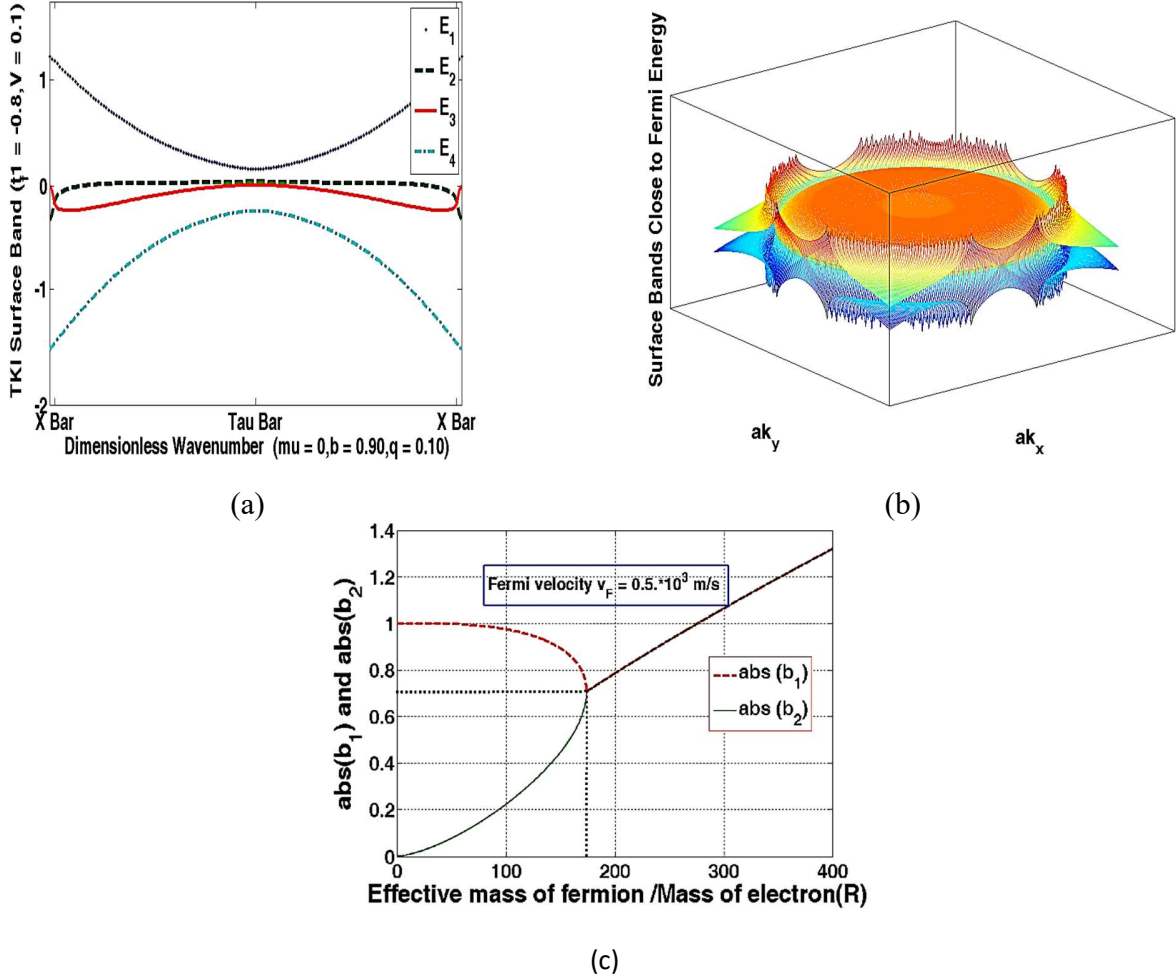 TKI Surface Band (t1 = -0.8,V = 0.1)
1
0
-1
-2
E1
E2
E3
E4
X Bar Tau Bar X Bar
Dimensionless Wavenumber (mu = 0,b = 0.90,q = 0.10)
(a)
Surface Bands Close to Fermi Energy
aky akx
(b)
abs(b1) and abs(b2)
1.4
1.2
1
0.8
0.6
0.4
0.2
0
Fermi velocity vF = 0.5.*10^3 m/s
abs (b1)
abs (b2)
0 100 200 300 400
Effective mass of fermion /Mass of electron(R)
(c)